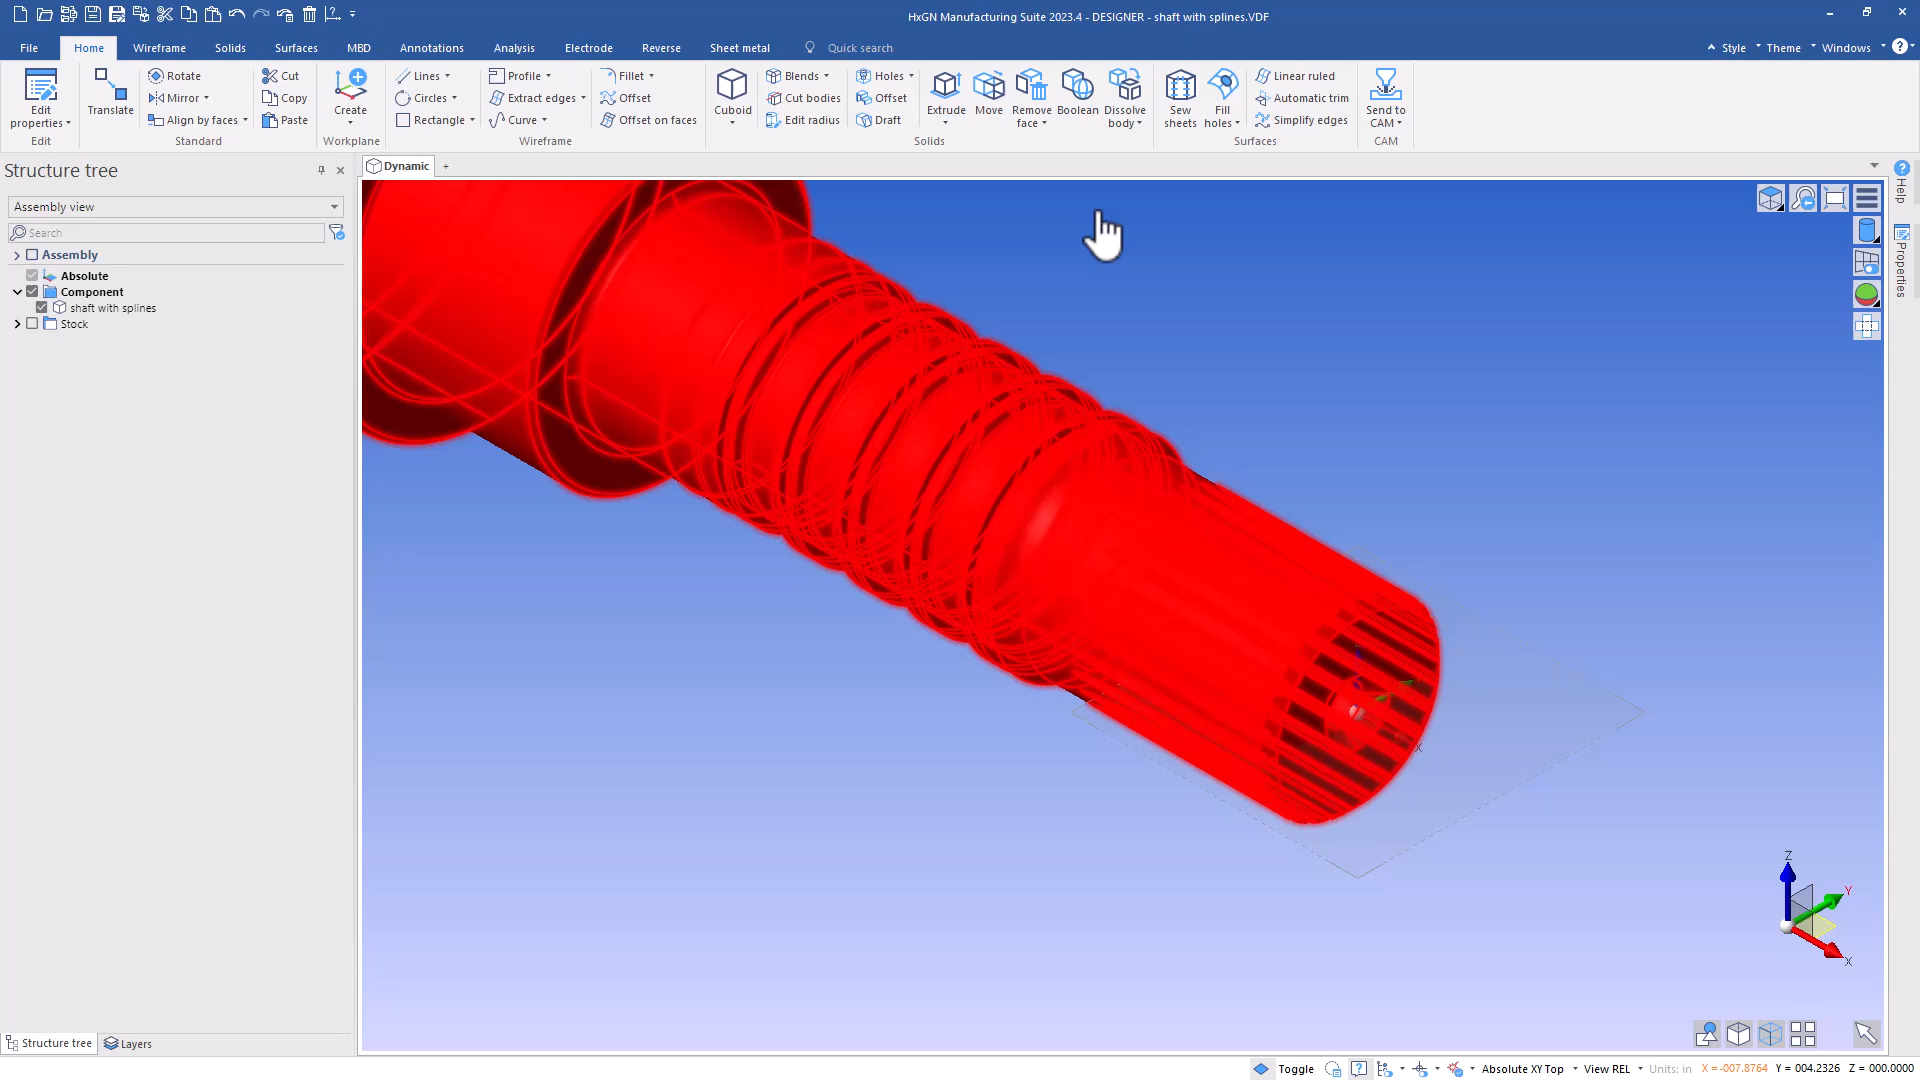 HxGN Manufacturing Suite 2023.4 - DESIGNER - shaft with splines.VDF
File Home Wireframe Solids Surfaces MBD Annotations Analysis Electrode Reverse Sheet metal Quick search Style Theme Windows
Edit properties
Edit
Translate
Rotate
Mirror
Align by faces
Cut
Copy
Paste
Standard
Create
Workplane
Lines
Circles
Rectangle
Profile
Extract edges
Curve
Fillet
Offset
Offset on faces
Wireframe
Cuboid
Blends
Cut bodies
Edit radius
Holes
Offset
Draft
Extrude
Move
Remove face
Boolean
Dissolve body
Solids
Sew sheets
Fill holes
Linear ruled
Automatic trim
Simplify edges
Surfaces
Send to CAM
CAM
Structure tree
Dynamic +
Assembly view
Search
Assembly
Absolute
Component
shaft with splines
Stock
Help
Properties
X
Z
Y
X
Structure tree Layers
Toggle Absolute XY Top View REL Units: in X =-007.8764 Y = 004.2326 Z = 000.0000